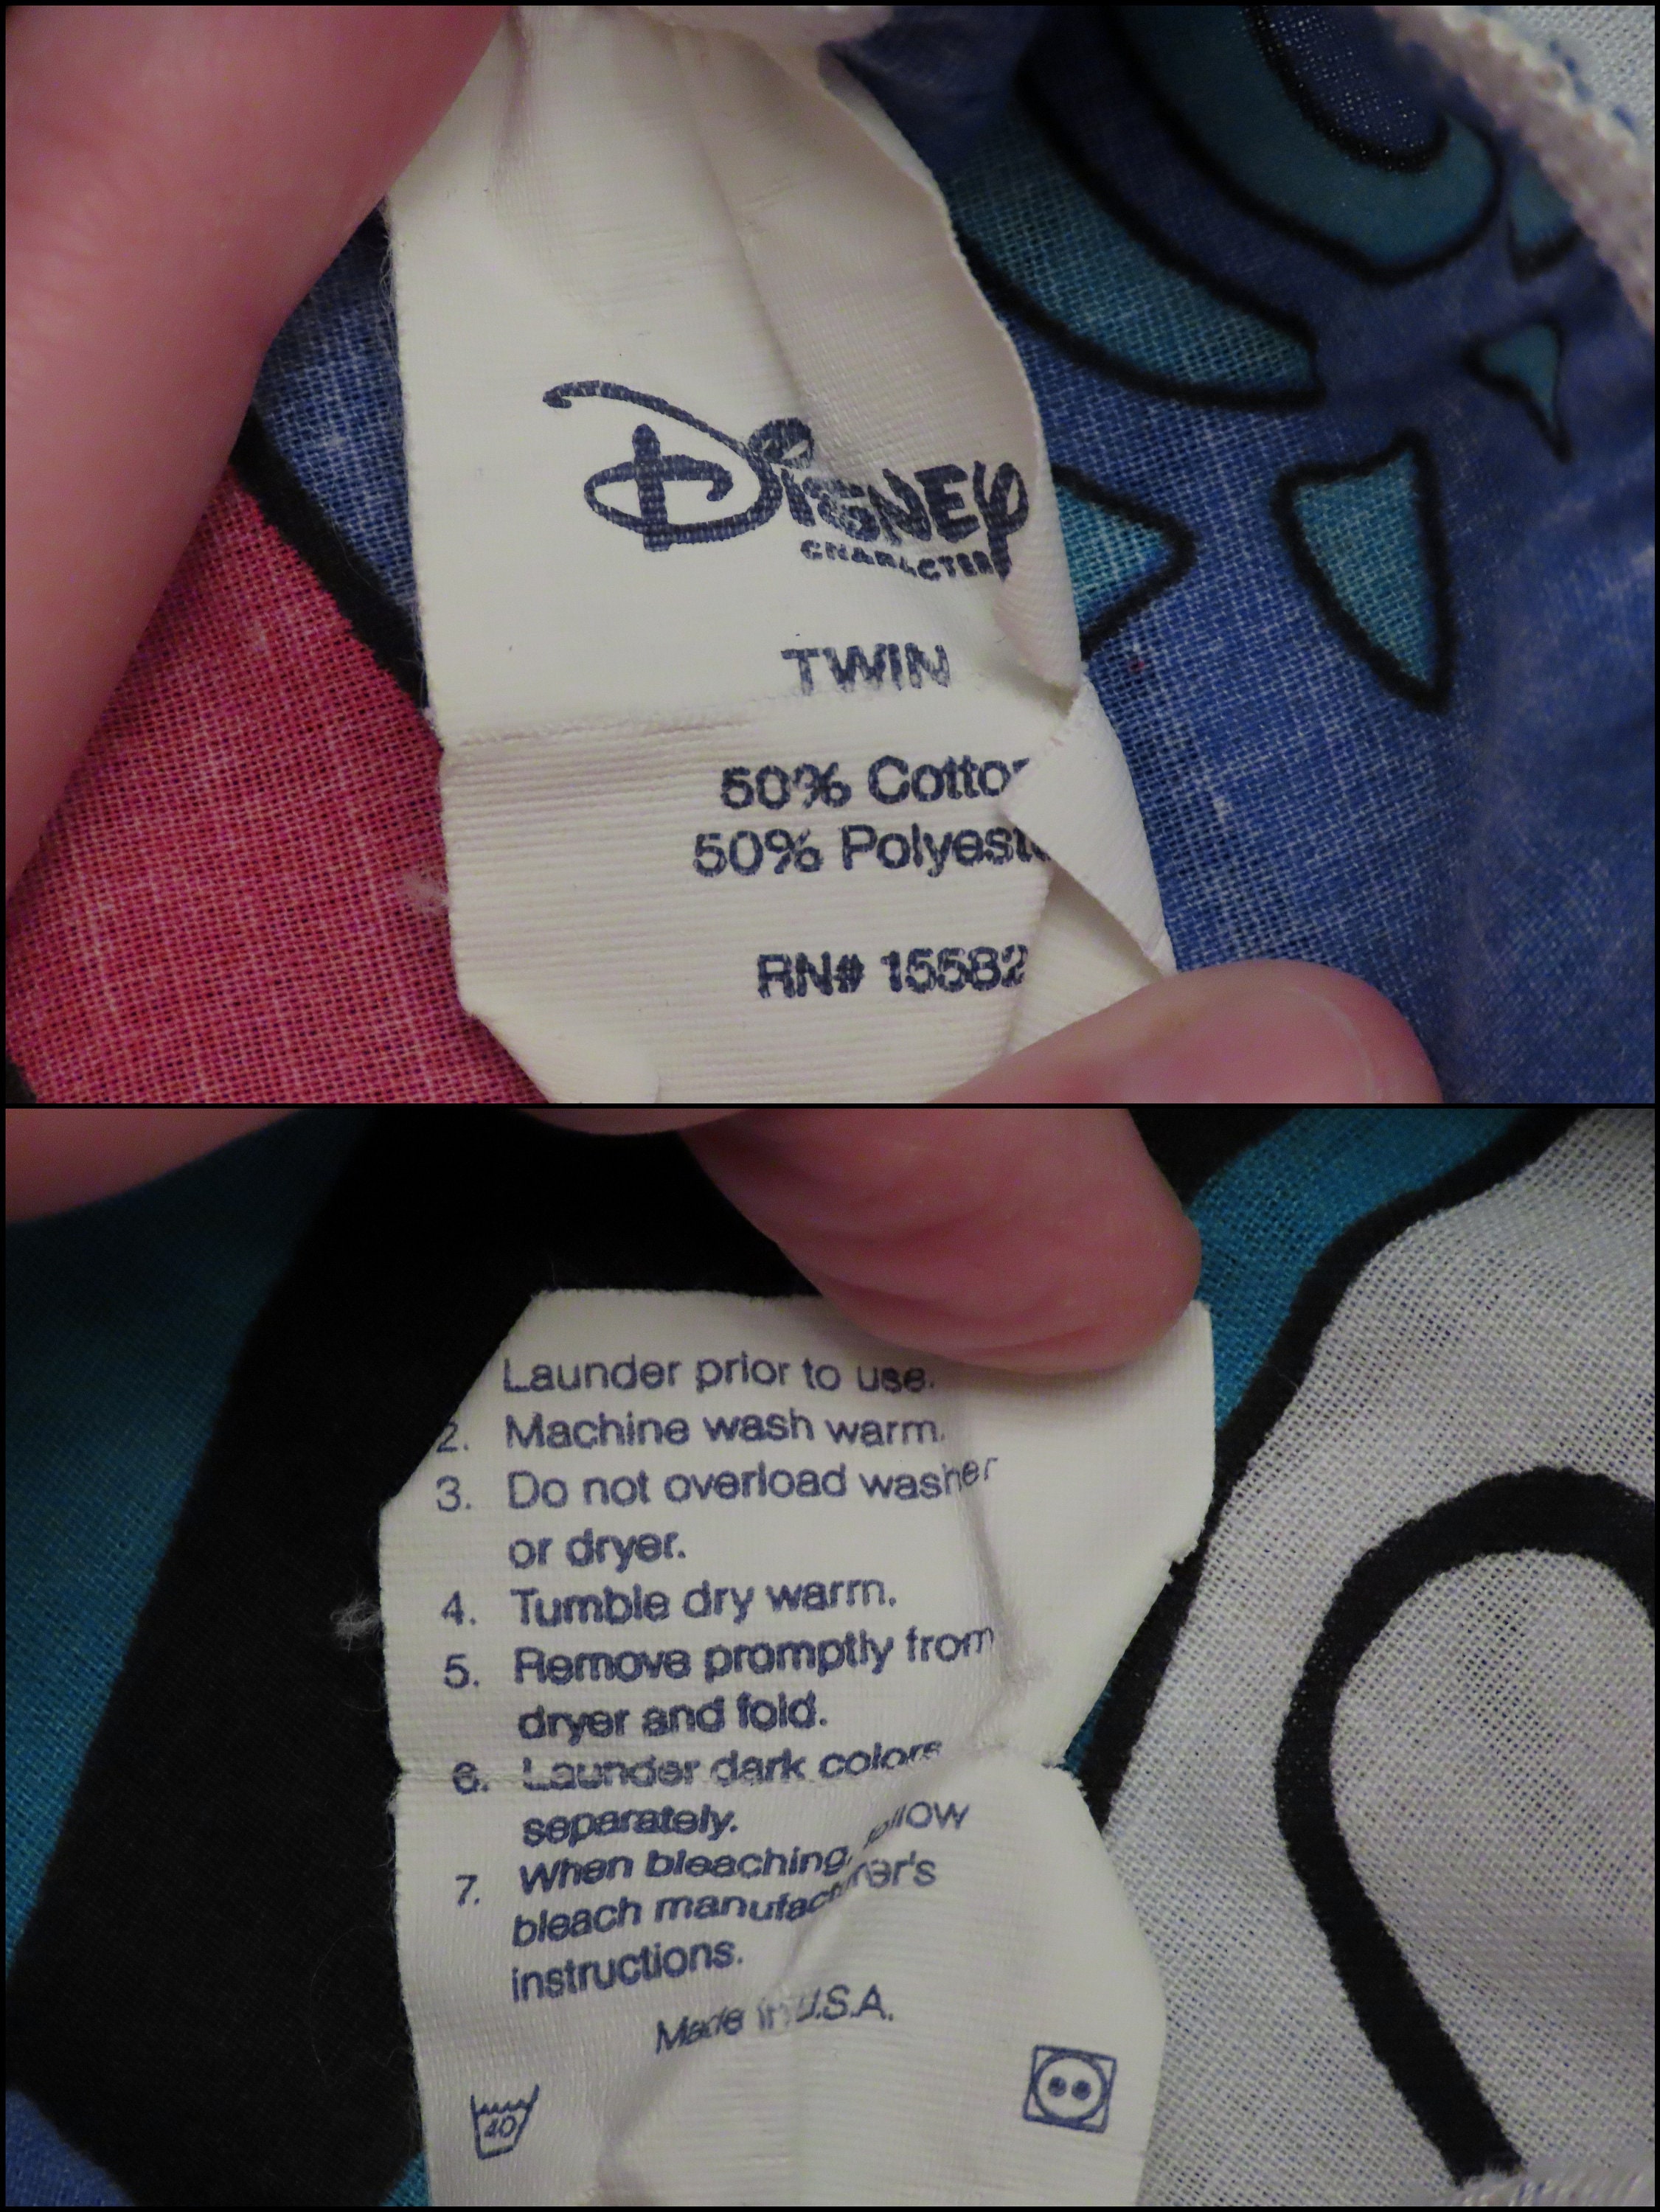 Disney
CHARACTER
TWIN
50% Cotto
50% Polyest
RN# 15582
Launder prior to use.
2. Machine wash warm.
3. Do not overload washer
or dryer.
4. Tumble dry warm.
5. Remove promptly from
dryer and fold.
6. Launder dark colors
separately.
7. When bleaching, follow
bleach manufacturer's
instructions.
Made in U.S.A.
40